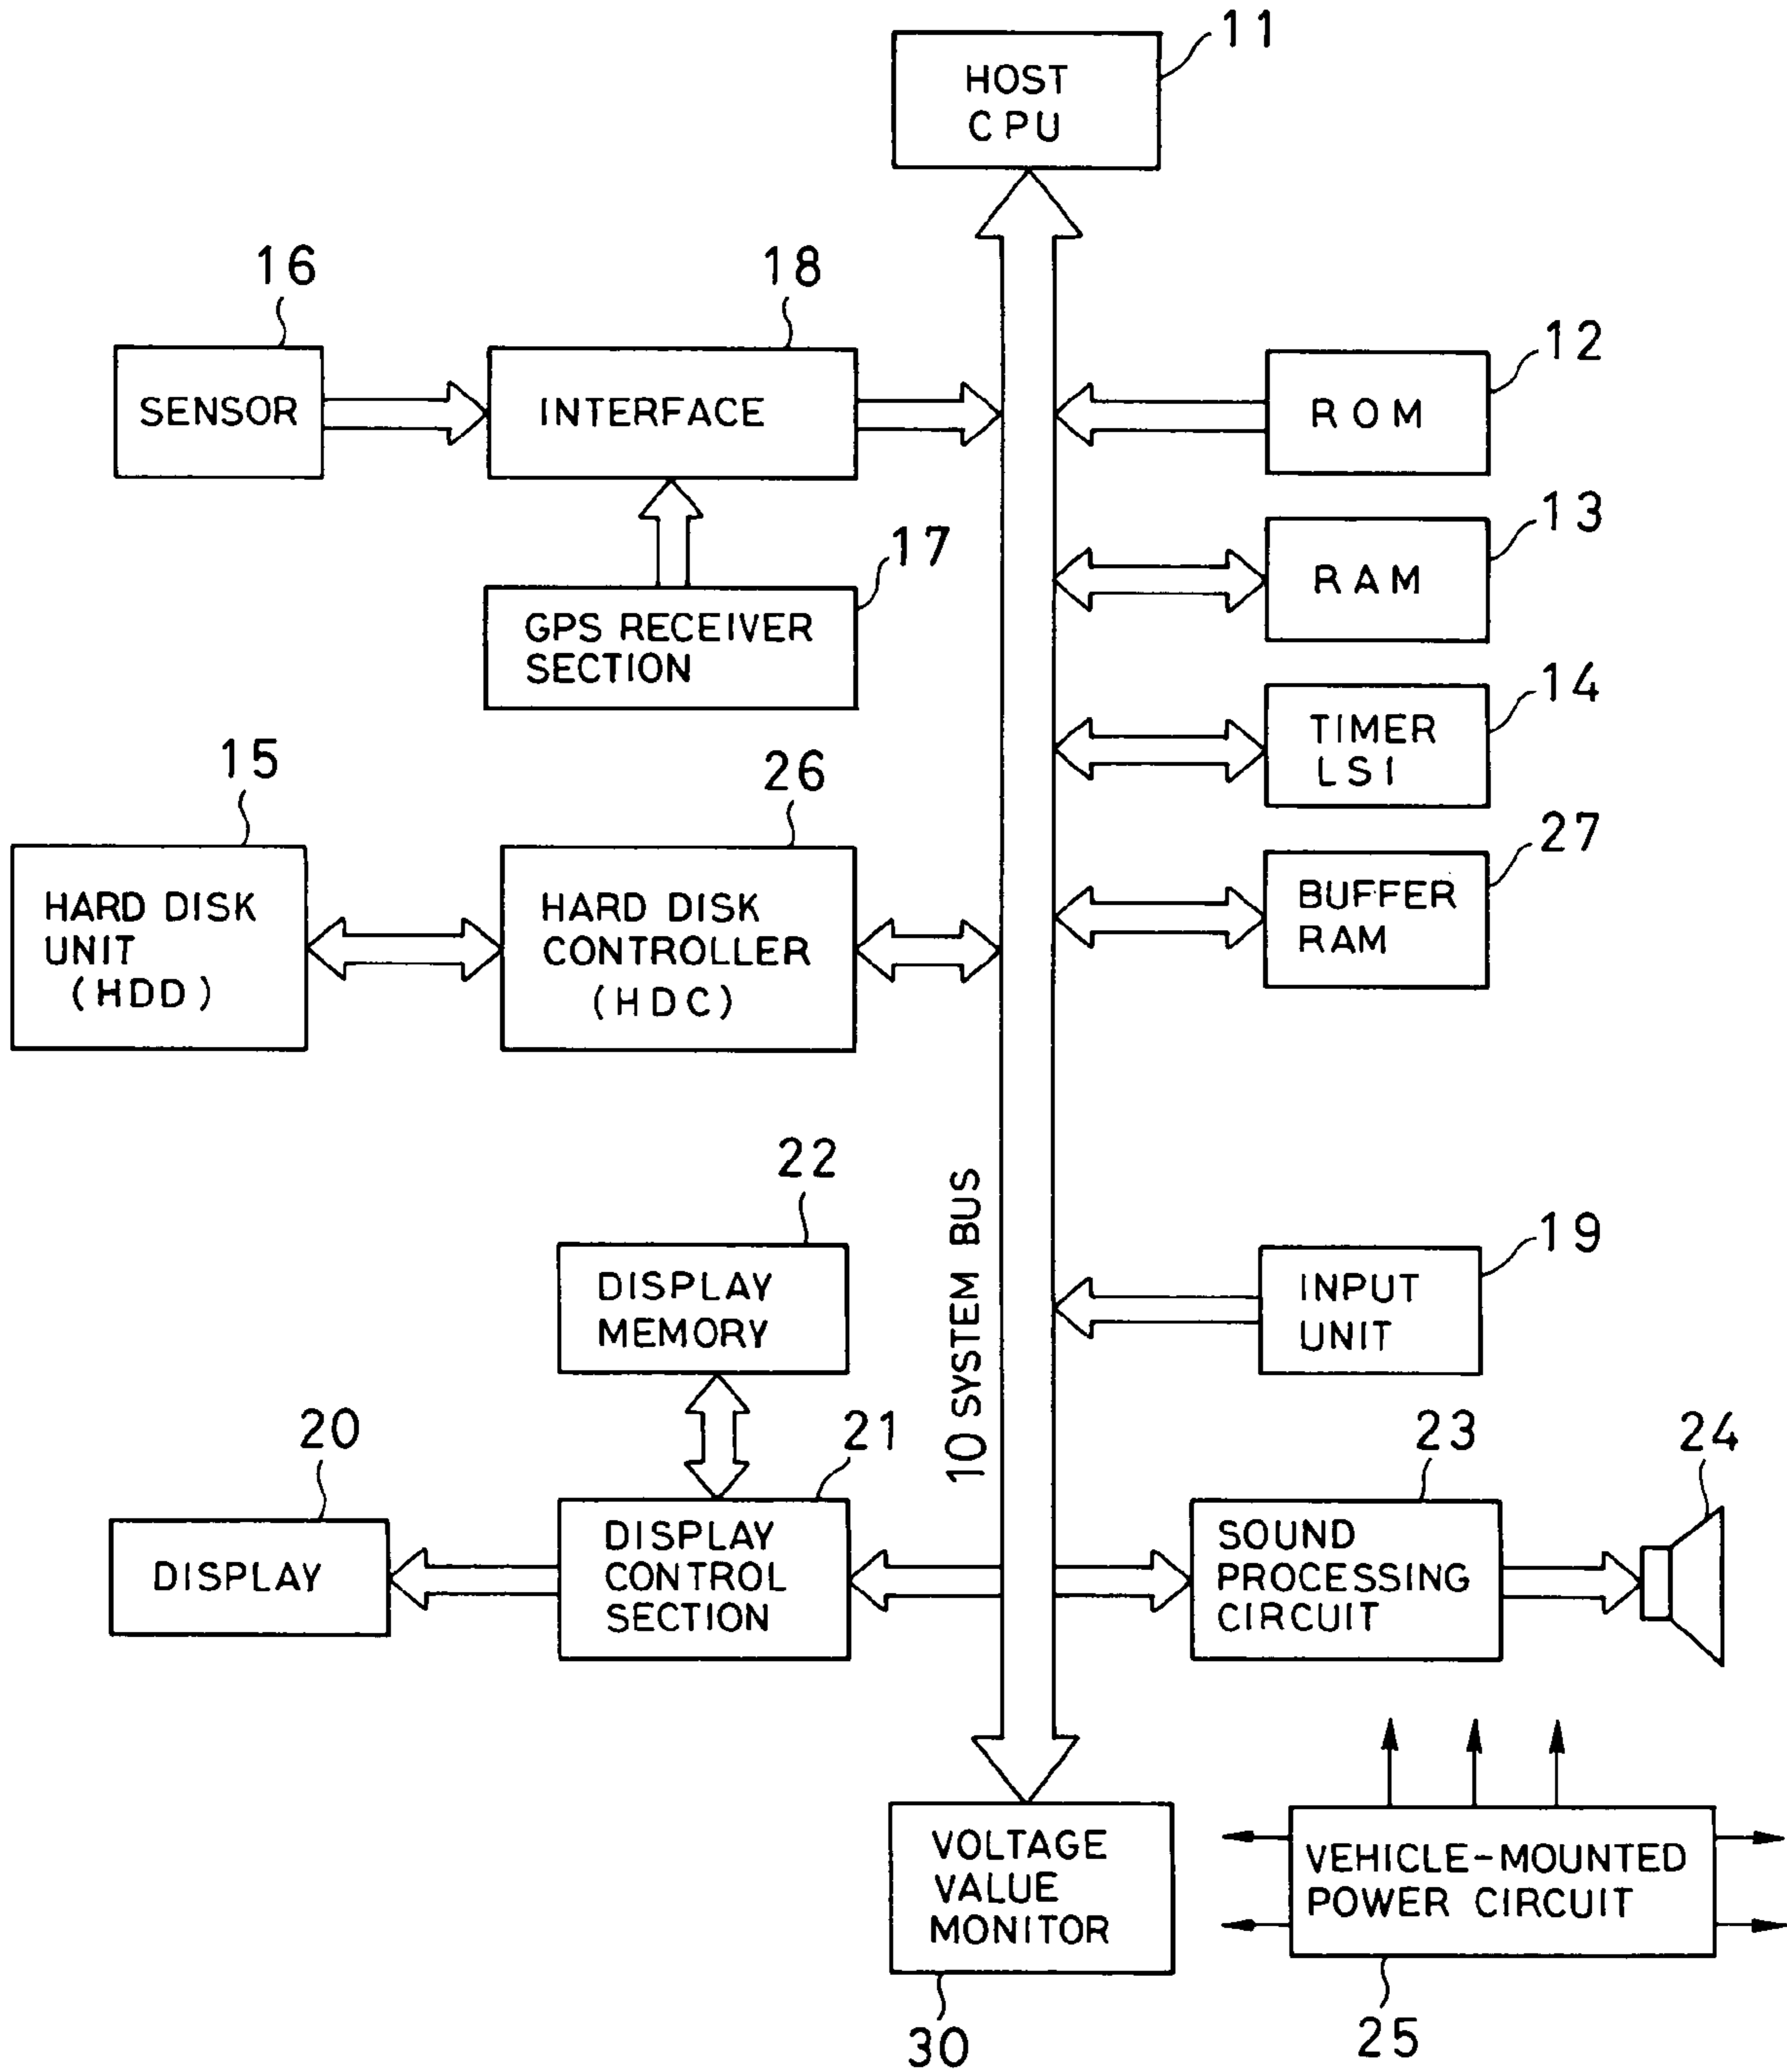 11
HOST
CPU
16
18
12
SENSOR
INTERFACE
ROM
17
13
GPS RECEIVER
SECTION
RAM
14
TIMER
LSI
15
26
27
HARD DISK
UNIT
(HDD)
HARD DISK
CONTROLLER
(HDC)
BUFFER
RAM
22
10 SYSTEM BUS
19
DISPLAY
MEMORY
INPUT
UNIT
20
21
23
24
DISPLAY
DISPLAY
CONTROL
SECTION
SOUND
PROCESSING
CIRCUIT
VOLTAGE
VALUE
MONITOR
VEHICLE-MOUNTED
POWER CIRCUIT
30
25